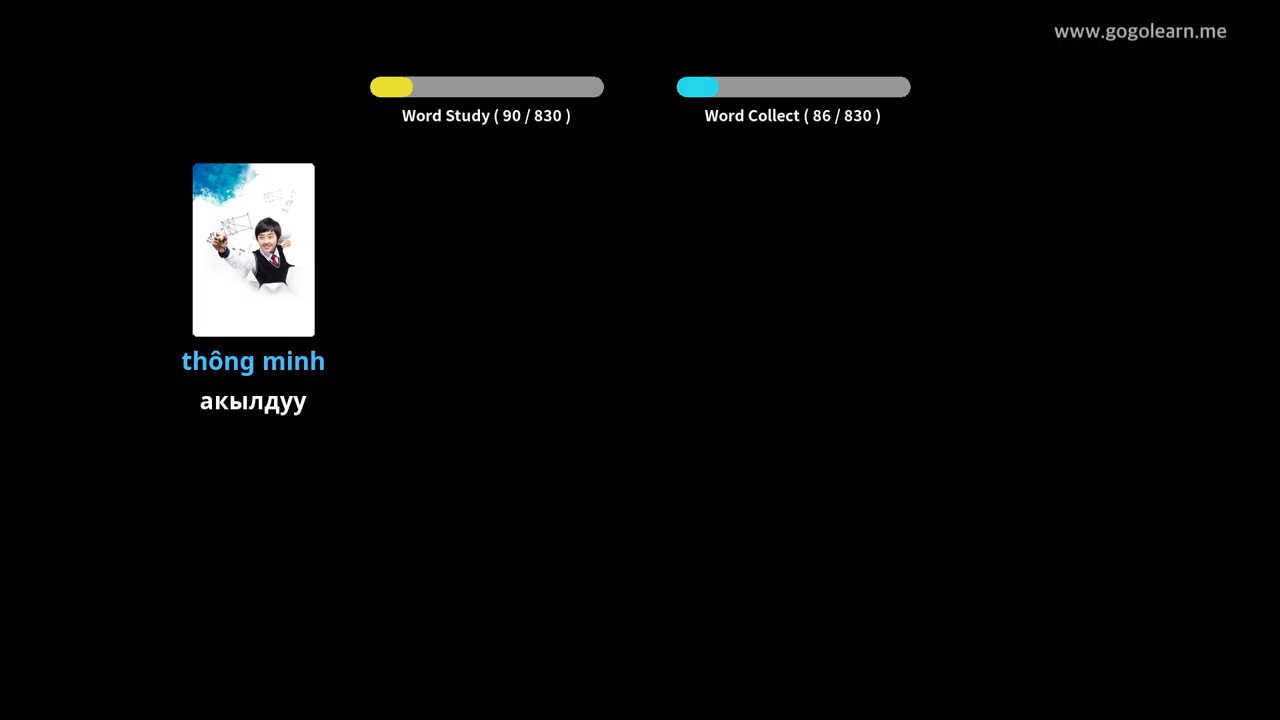 www.gogolearn.me
Word Study ( 90 / 830 )
Word Collect ( 86 / 830 )
thông minh
акылдуу